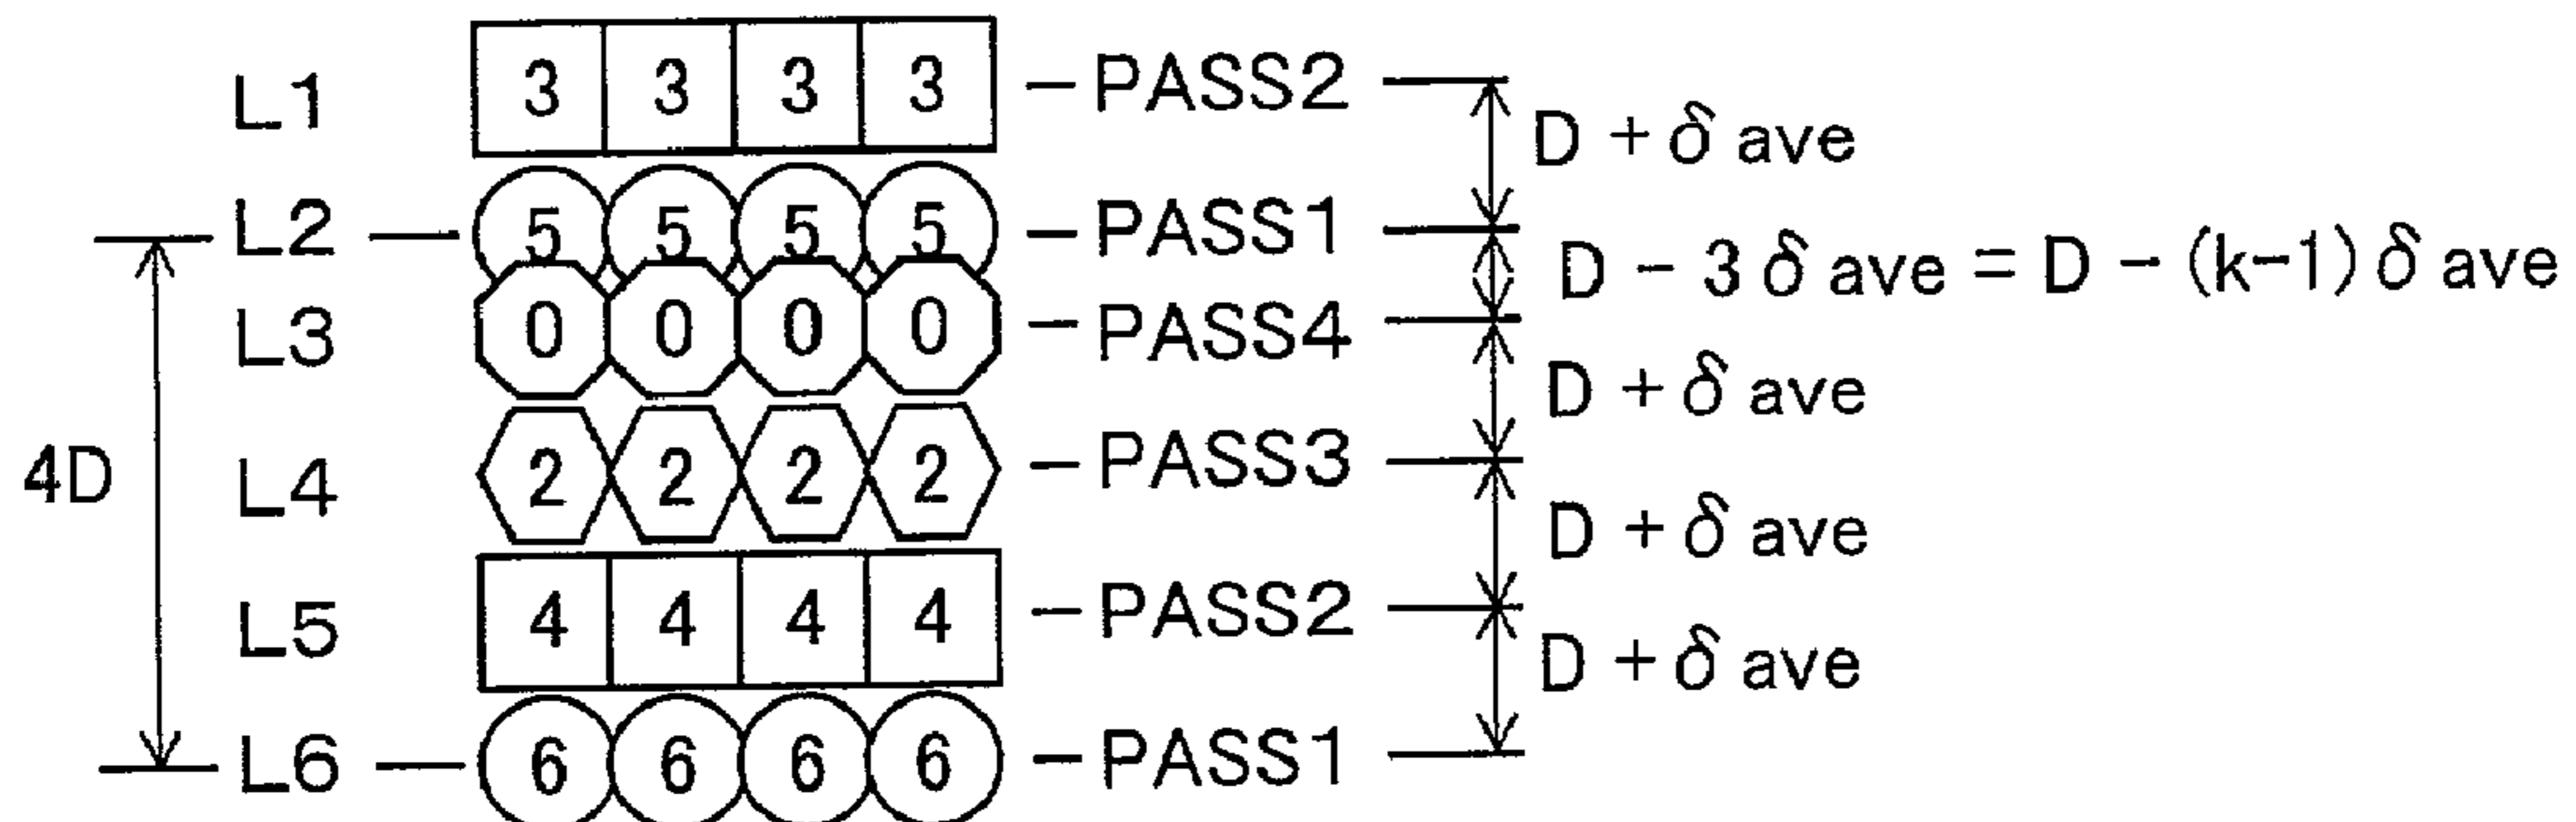 L1 3 3 3 3 PASS2
D + δ ave
L2 5 5 5 5 PASS1
D - 3 δ ave = D - (k-1) δ ave
L3 0 0 0 0 PASS4
D + δ ave
4D L4 2 2 2 2 PASS3
D + δ ave
L5 4 4 4 4 PASS2
D + δ ave
L6 6 6 6 6 PASS1